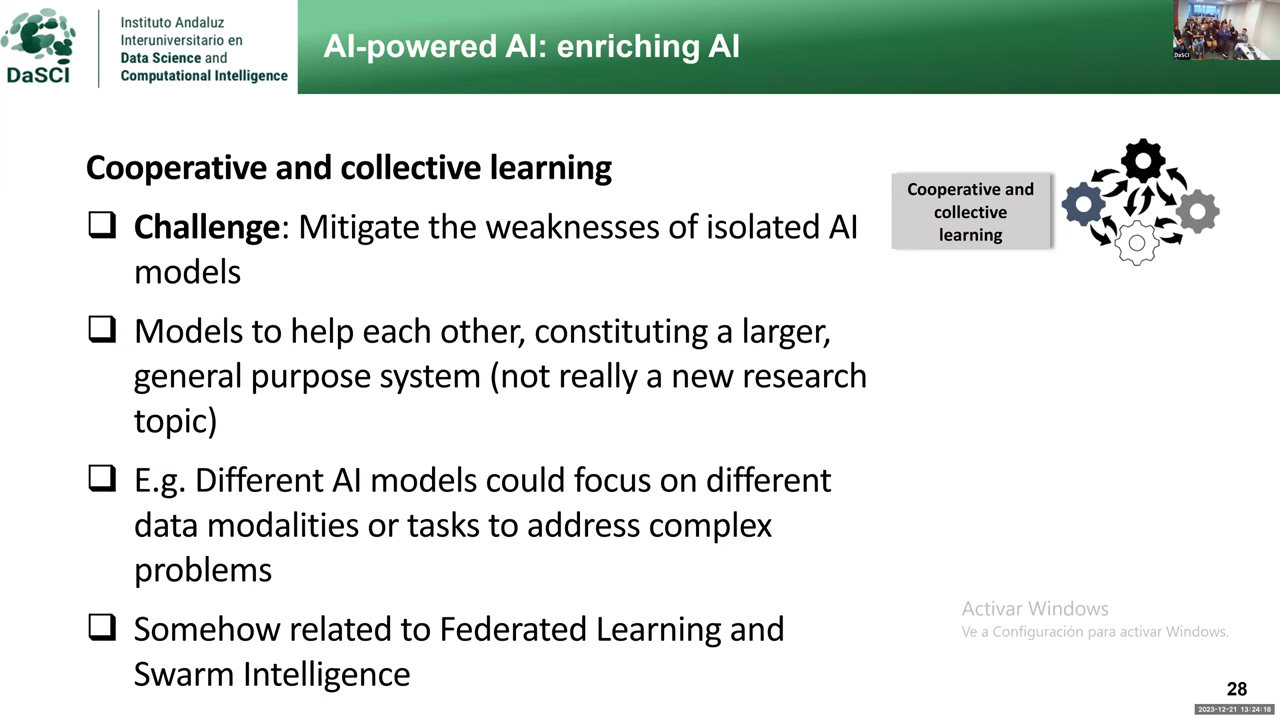 Instituto Andaluz
Interuniversitario en
Data Science and
Computational Intelligence
DaSCI
AI-powered AI: enriching AI
DaSCI
Cooperative and collective learning
Challenge: Mitigate the weaknesses of isolated AI
models
Models to help each other, constituting a larger,
general purpose system (not really a new research
topic)
E.g. Different AI models could focus on different
data modalities or tasks to address complex
problems
Somehow related to Federated Learning and
Swarm Intelligence
Cooperative and
collective
learning
Activar Windows
Ve a Configuración para activar Windows.
28
2023-12-21 13:24:18